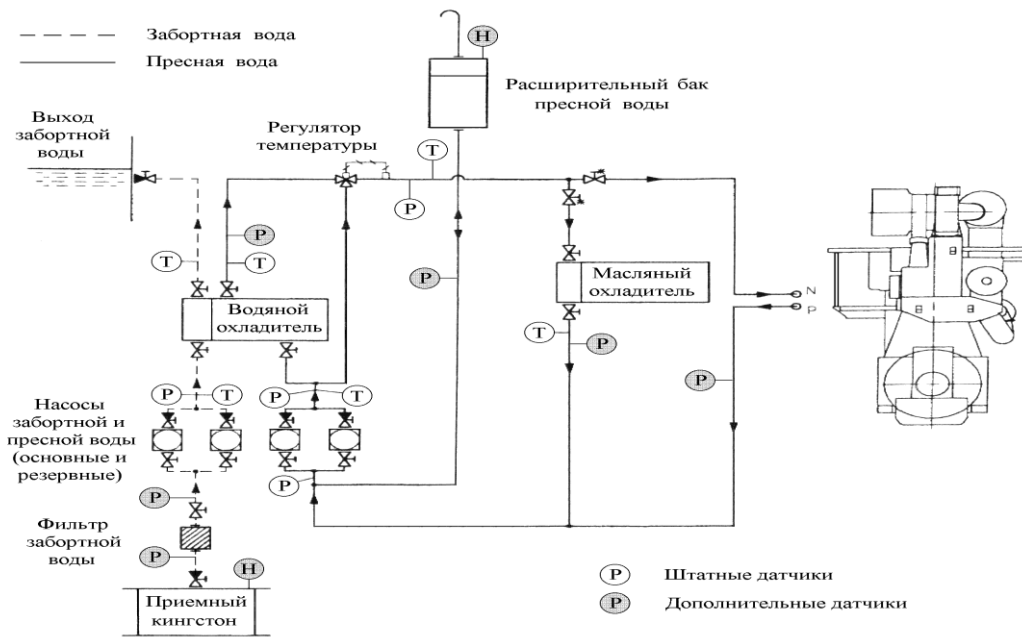 Забортная вода
Пресная вода
Н
Расширительный бак
пресной воды
Выход
забортной
воды
Регулятор
температуры
Т
Р
Р
Т
Т
Р
Масляный
охладитель
N
P
Водяной
охладитель
Т
Р
Р
Р
Т
Р
Т
Насосы
забортной и
пресной воды
(основные и
резервные)
Р
Р
Фильтр
забортной
воды
Р
Н
Приемный
кингстон
Р Штатные датчики
Р Дополнительные датчики